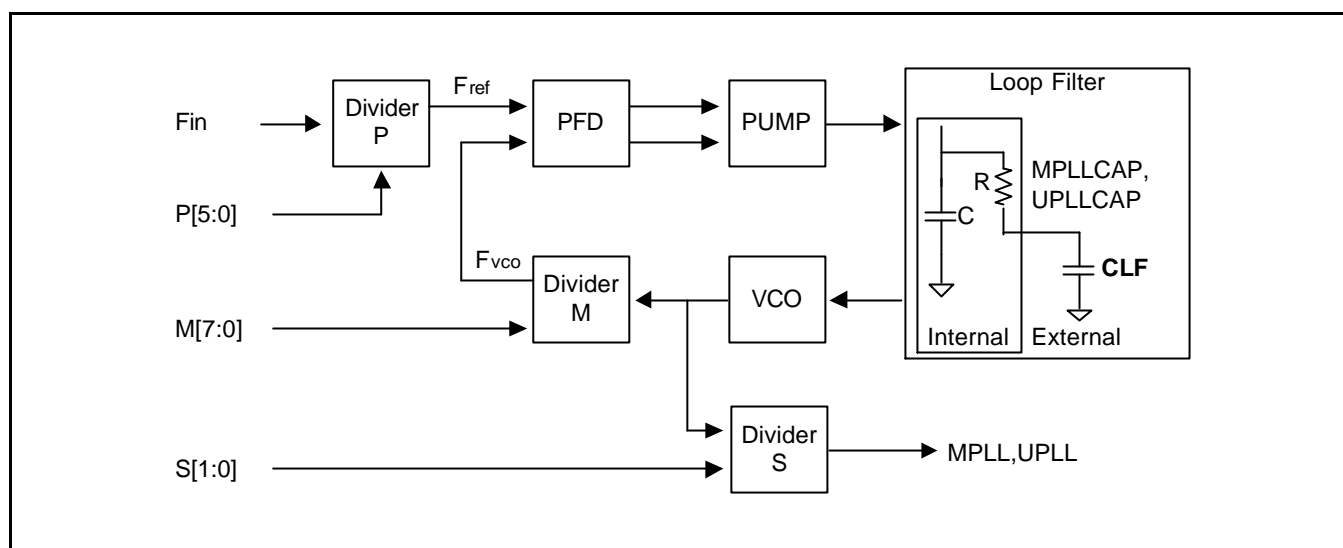 Loop Filter
Fin
Divider
P
Fref
PFD
PUMP
P[5:0]
R
C
MPLLCAP,
UPLLCAP
CLF
Internal
External
Fvco
Divider
M
VCO
M[7:0]
Divider
S
MPLL,UPLL
S[1:0]